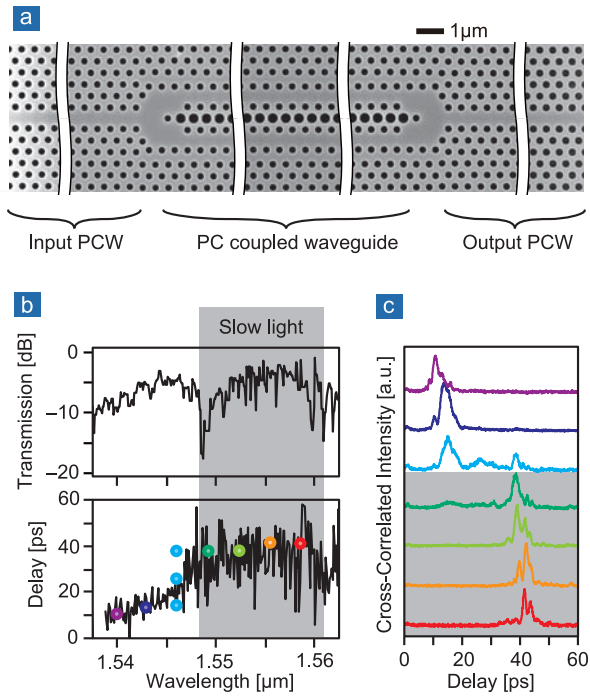 a
1µm
Input PCW
PC coupled waveguide
Output PCW
b
Slow light
Transmission [dB]
0
–10
–20
Delay [ps]
60
40
20
0
1.54
1.55
1.56
Wavelength [µm]
c
Cross-Correlated Intensity [a.u.]
0
20
40
60
Delay [ps]